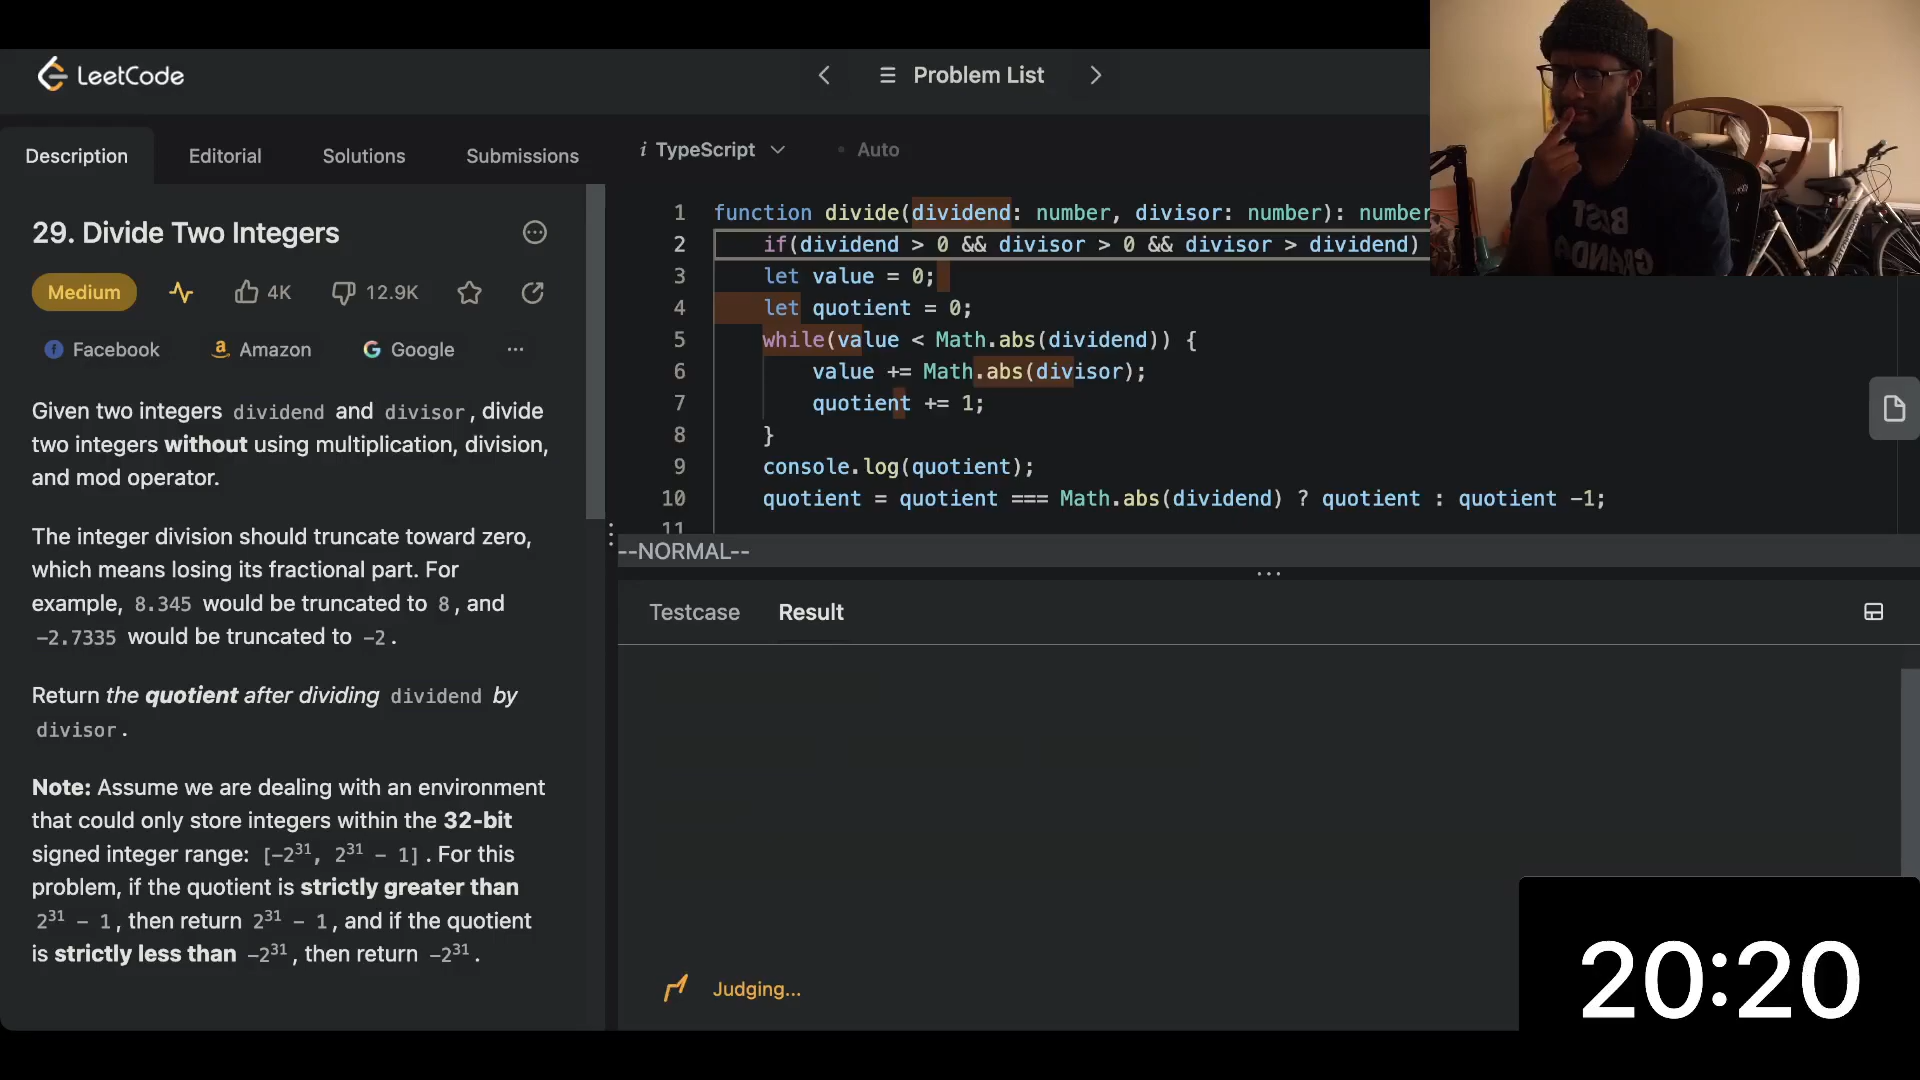 LeetCode
Problem List
Description
Editorial
Solutions
Submissions
i TypeScript
• Auto
29. Divide Two Integers
Medium
4K
12.9K
Facebook
Amazon
Google
...
Given two integers dividend and divisor, divide
two integers without using multiplication, division,
and mod operator.
The integer division should truncate toward zero,
which means losing its fractional part. For
example, 8.345 would be truncated to 8, and
-2.7335 would be truncated to -2.
Return the quotient after dividing dividend by
divisor.
Note: Assume we are dealing with an environment
that could only store integers within the 32-bit
signed integer range: [−2³¹, 2³¹ − 1]. For this
problem, if the quotient is strictly greater than
2³¹ − 1, then return 2³¹ − 1, and if the quotient
is strictly less than −2³¹, then return −2³¹.
1 function divide(dividend: number, divisor: number): number
2 if(dividend > 0 && divisor > 0 && divisor > dividend)
3 let value = 0;
4 let quotient = 0;
5 while(value < Math.abs(dividend)) {
6 value += Math.abs(divisor);
7 quotient += 1;
8 }
9 console.log(quotient);
10 quotient = quotient === Math.abs(dividend) ? quotient : quotient -1;
11
--NORMAL--
Testcase
Result
Judging...
20:20
BEST
GRANDA